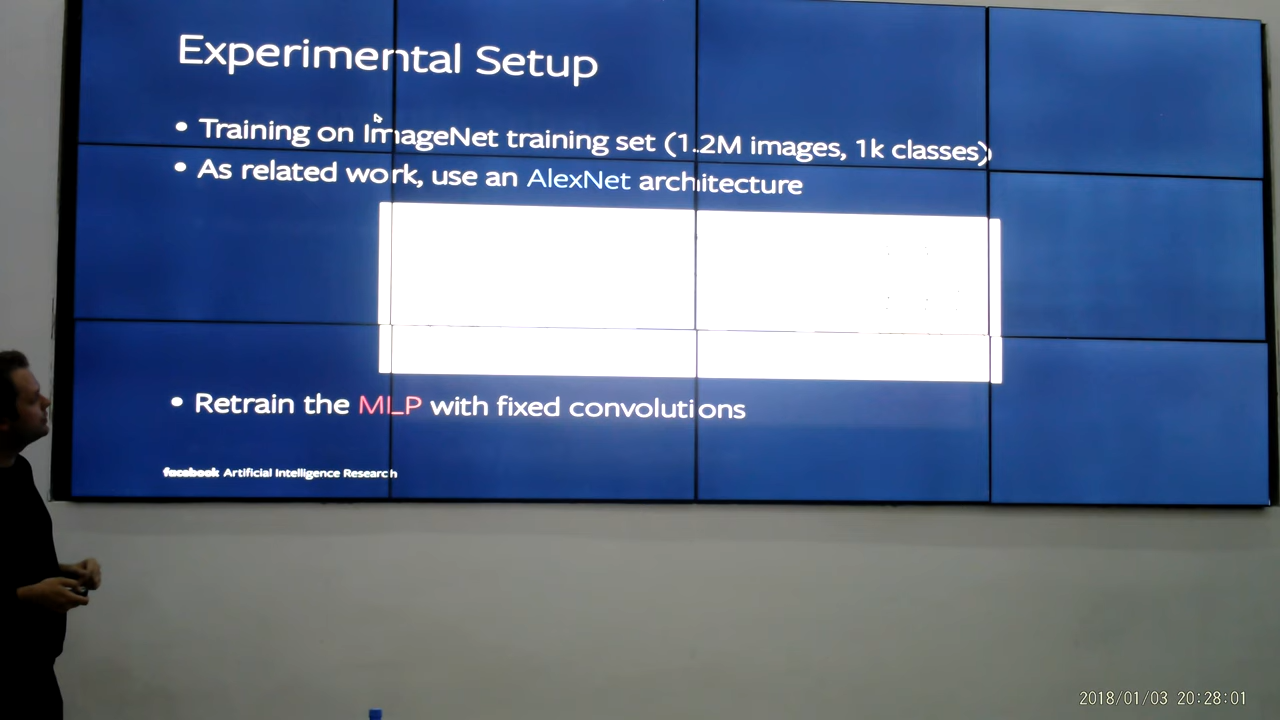 Experimental Setup
• Training on ImageNet training set (1.2M images, 1k classes)
• As related work, use an AlexNet architecture
• Retrain the MLP with fixed convolutions
facebook Artificial Intelligence Research
2018/01/03 20:28:01